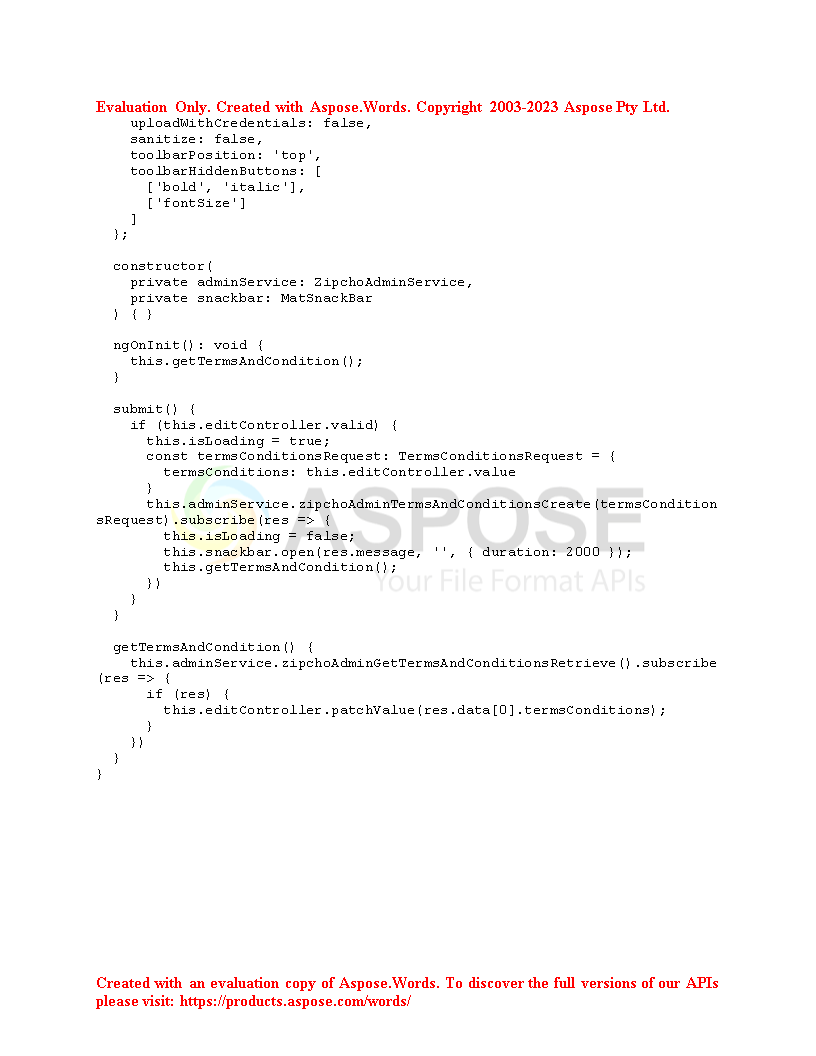 Evaluation Only. Created with Aspose.Words. Copyright 2003-2023 Aspose Pty Ltd.
    uploadWithCredentials: false,
    sanitize: false,
    toolbarPosition: 'top',
    toolbarHiddenButtons: [
      ['bold', 'italic'],
      ['fontSize']
    ]
  };

  constructor(
    private adminService: ZipchoAdminService,
    private snackbar: MatSnackBar
  ) { }

  ngOnInit(): void {
    this.getTermsAndCondition();
  }

  submit() {
    if (this.editController.valid) {
      this.isLoading = true;
      const termsConditionsRequest: TermsConditionsRequest = {
        termsConditions: this.editController.value
      }
      this.adminService.zipchoAdminTermsAndConditionsCreate(termsCondition
sRequest).subscribe(res => {
        this.isLoading = false;
        this.snackbar.open(res.message, '', { duration: 2000 });
        this.getTermsAndCondition();
      })
    }
  }

  getTermsAndCondition() {
    this.adminService.zipchoAdminGetTermsAndConditionsRetrieve().subscribe
(res => {
      if (res) {
        this.editController.patchValue(res.data[0].termsConditions);
      }
    })
  }
}
ASPOSE
Your File Format APIs
Created with an evaluation copy of Aspose.Words. To discover the full versions of our APIs
please visit: https://products.aspose.com/words/